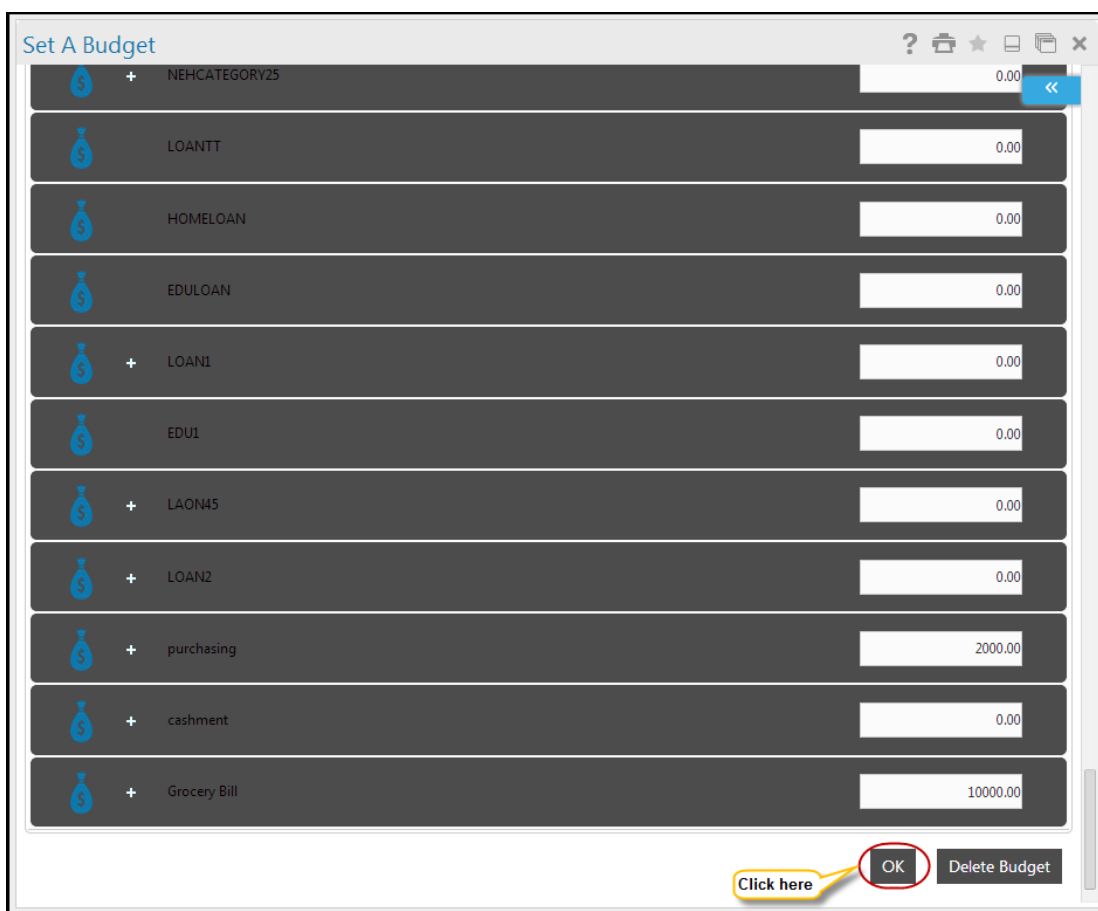 Set A Budget ?
+ NEHCATEGORY25 0.00
«
LOANTT 0.00
HOMELOAN 0.00
EDULOAN 0.00
+ LOAN1 0.00
EDU1 0.00
+ LAON45 0.00
+ LOAN2 0.00
+ purchasing 2000.00
+ cashment 0.00
+ Grocery Bill 10000.00
OK Delete Budget
Click here